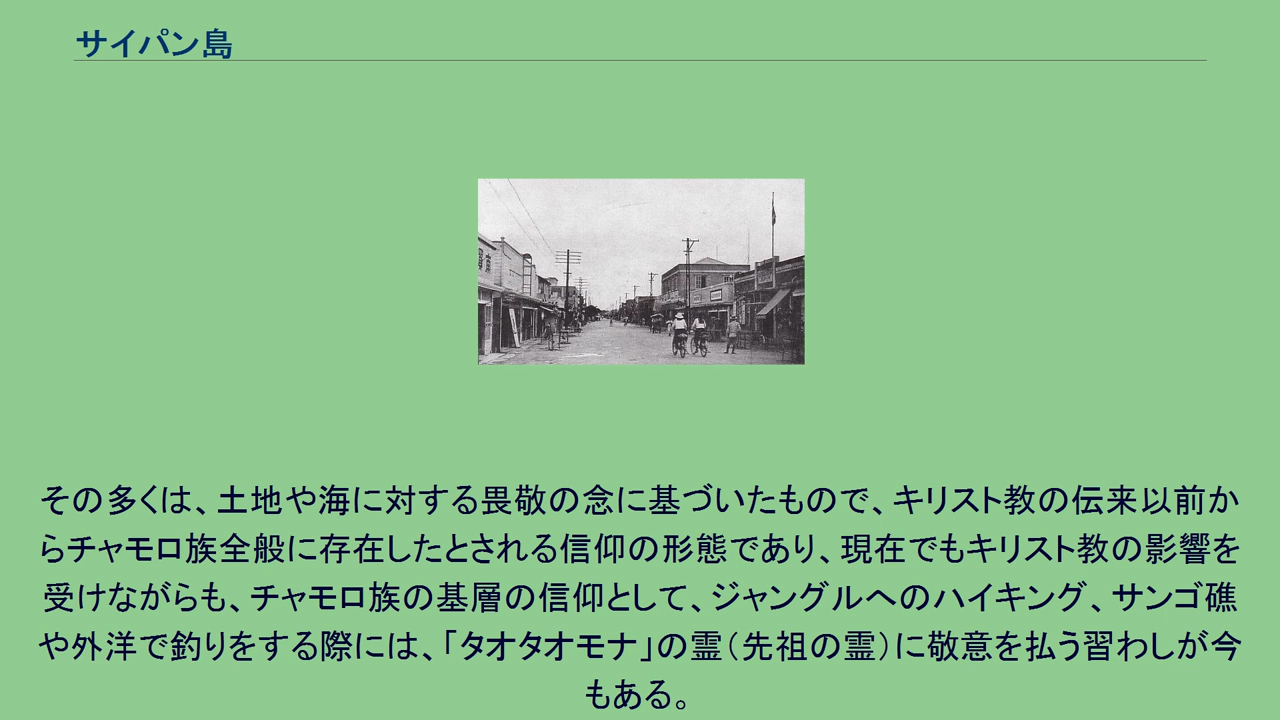 サイパン島
その多くは、土地や海に対する畏敬の念に基づいたもので、キリスト教の伝来以前か
らチャモロ族全般に存在したとされる信仰の形態であり、現在でもキリスト教の影響を
受けながらも、チャモロ族の基層の信仰として、ジャングルへのハイキング、サンゴ礁
や外洋で釣りをする際には、「タオタオモナ」の霊（先祖の霊）に敬意を払う習わしが今
もある。